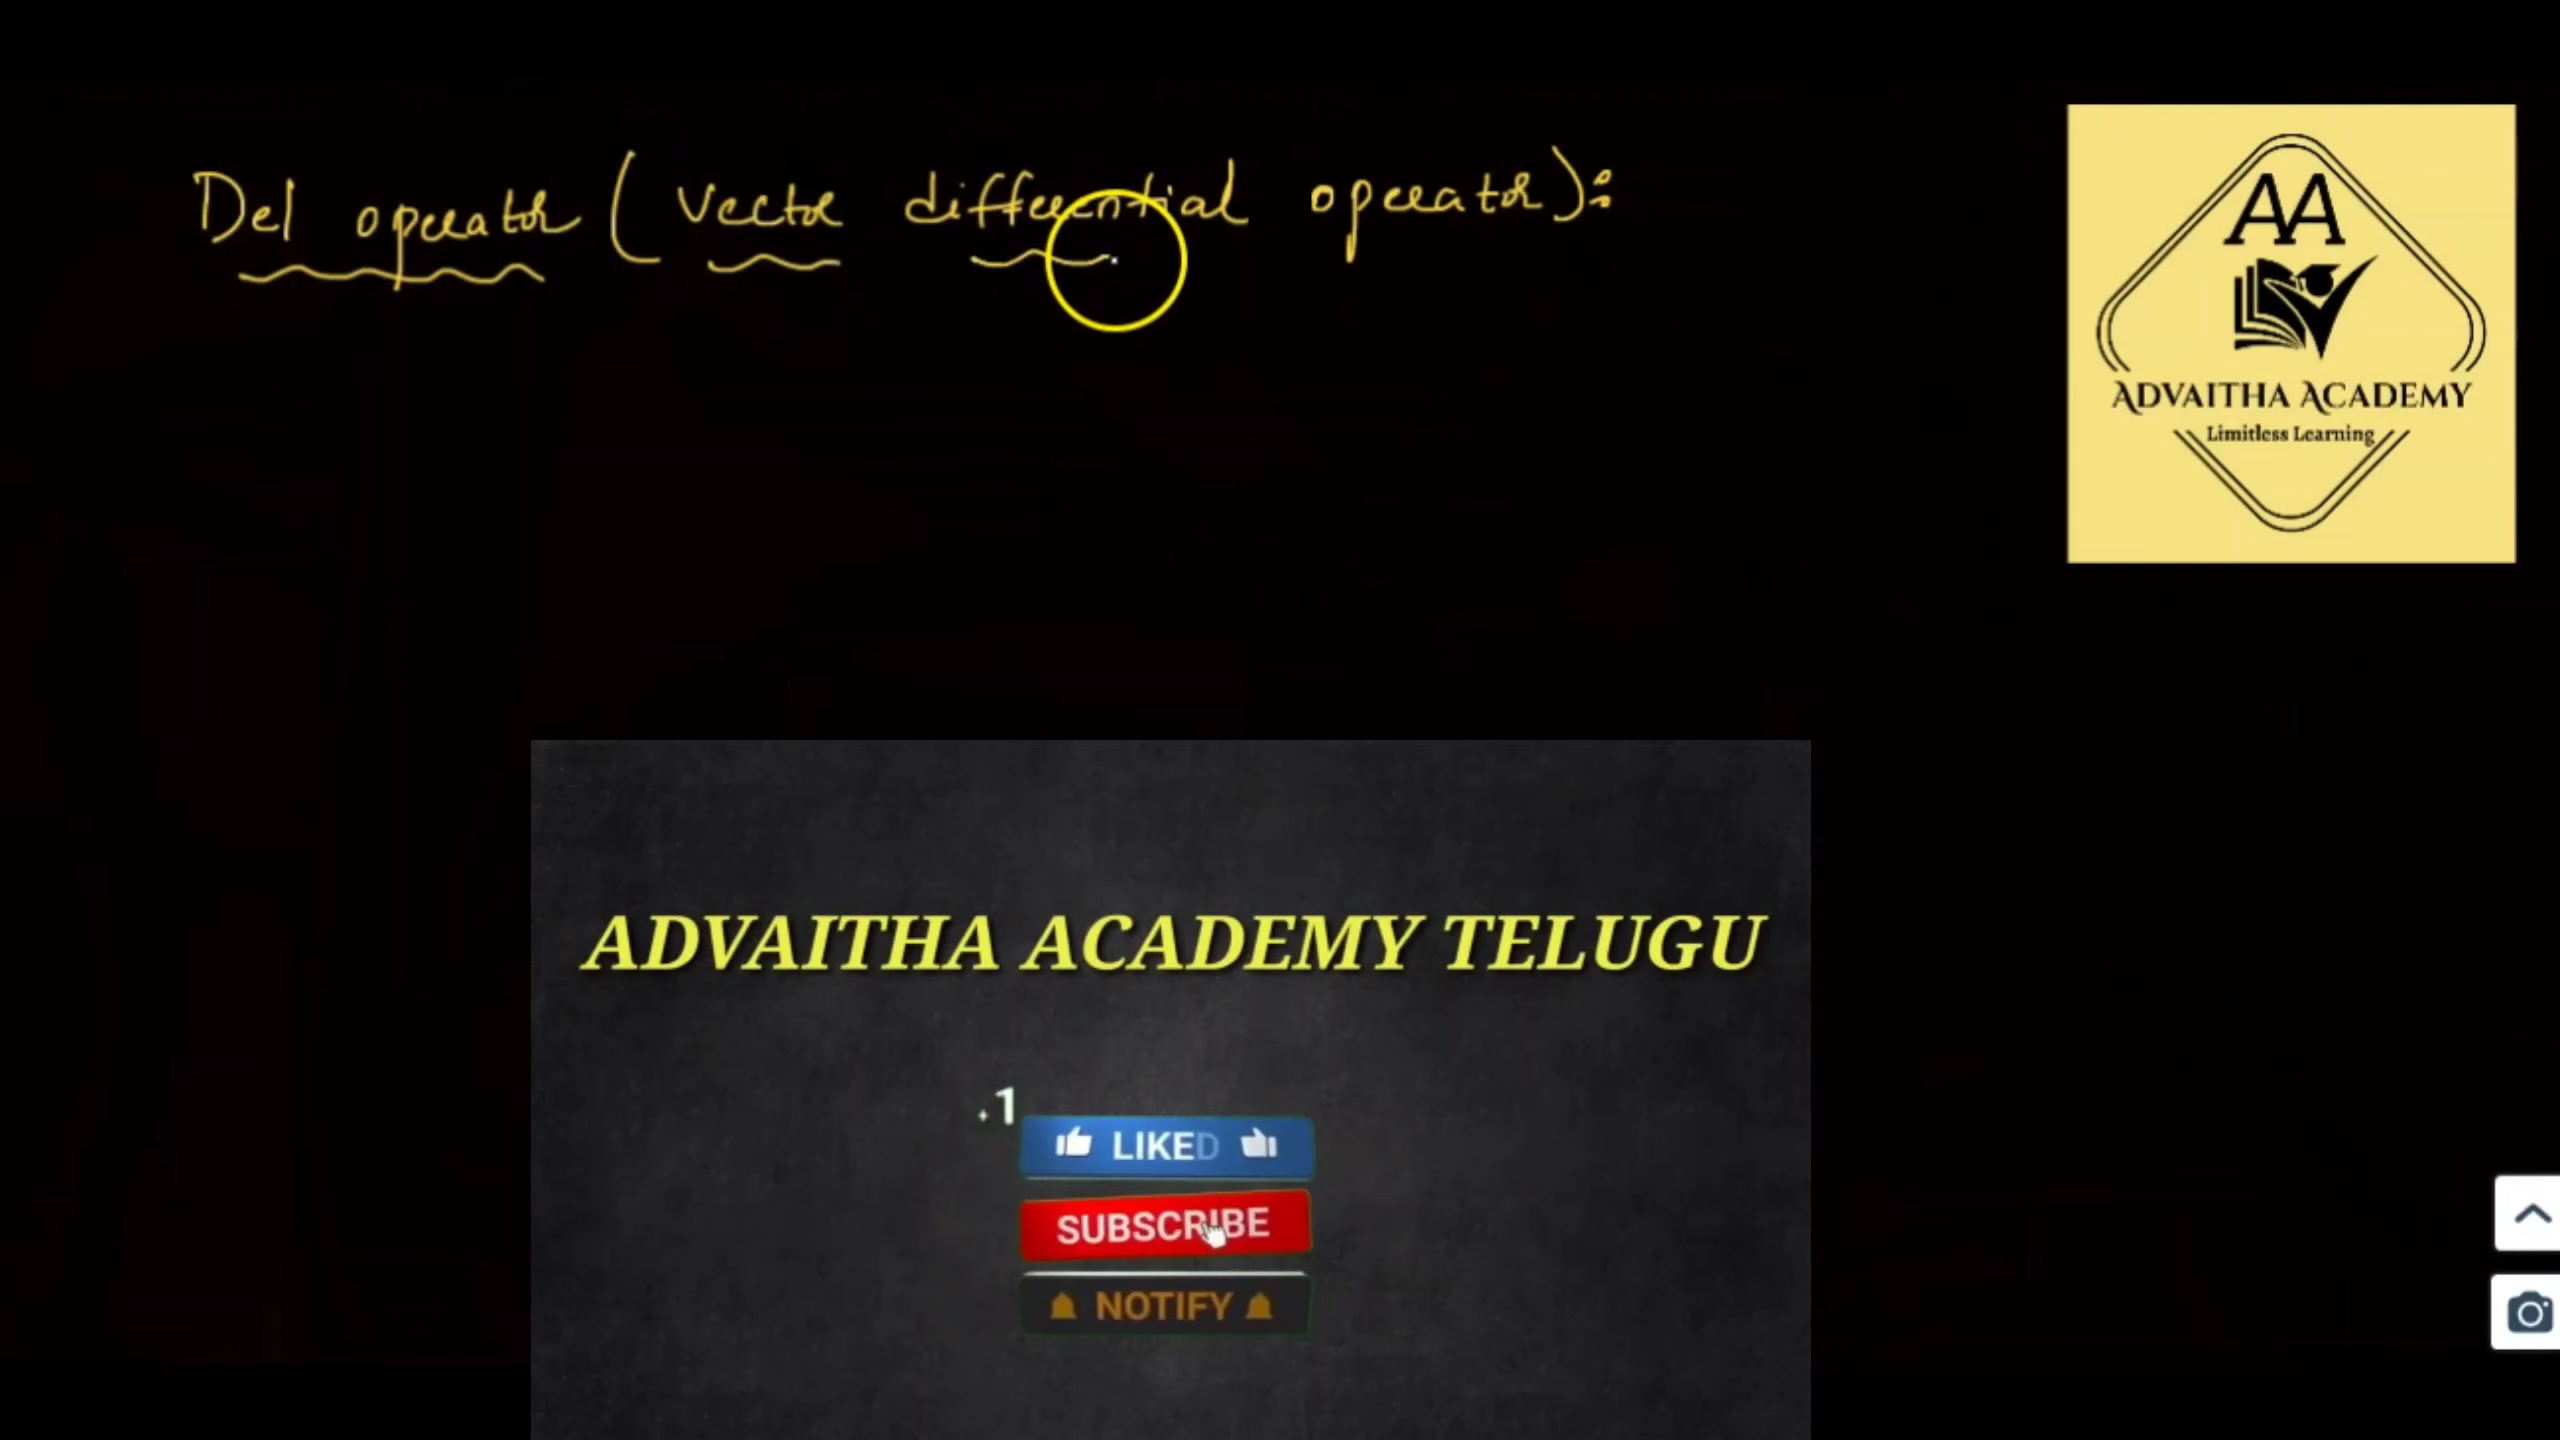 Del operator (Vector differential operator):
AA
ADVAITHA ACADEMY
Limitless Learning
ADVAITHA ACADEMY TELUGU
+1
LIKED
SUBSCRIBE
NOTIFY